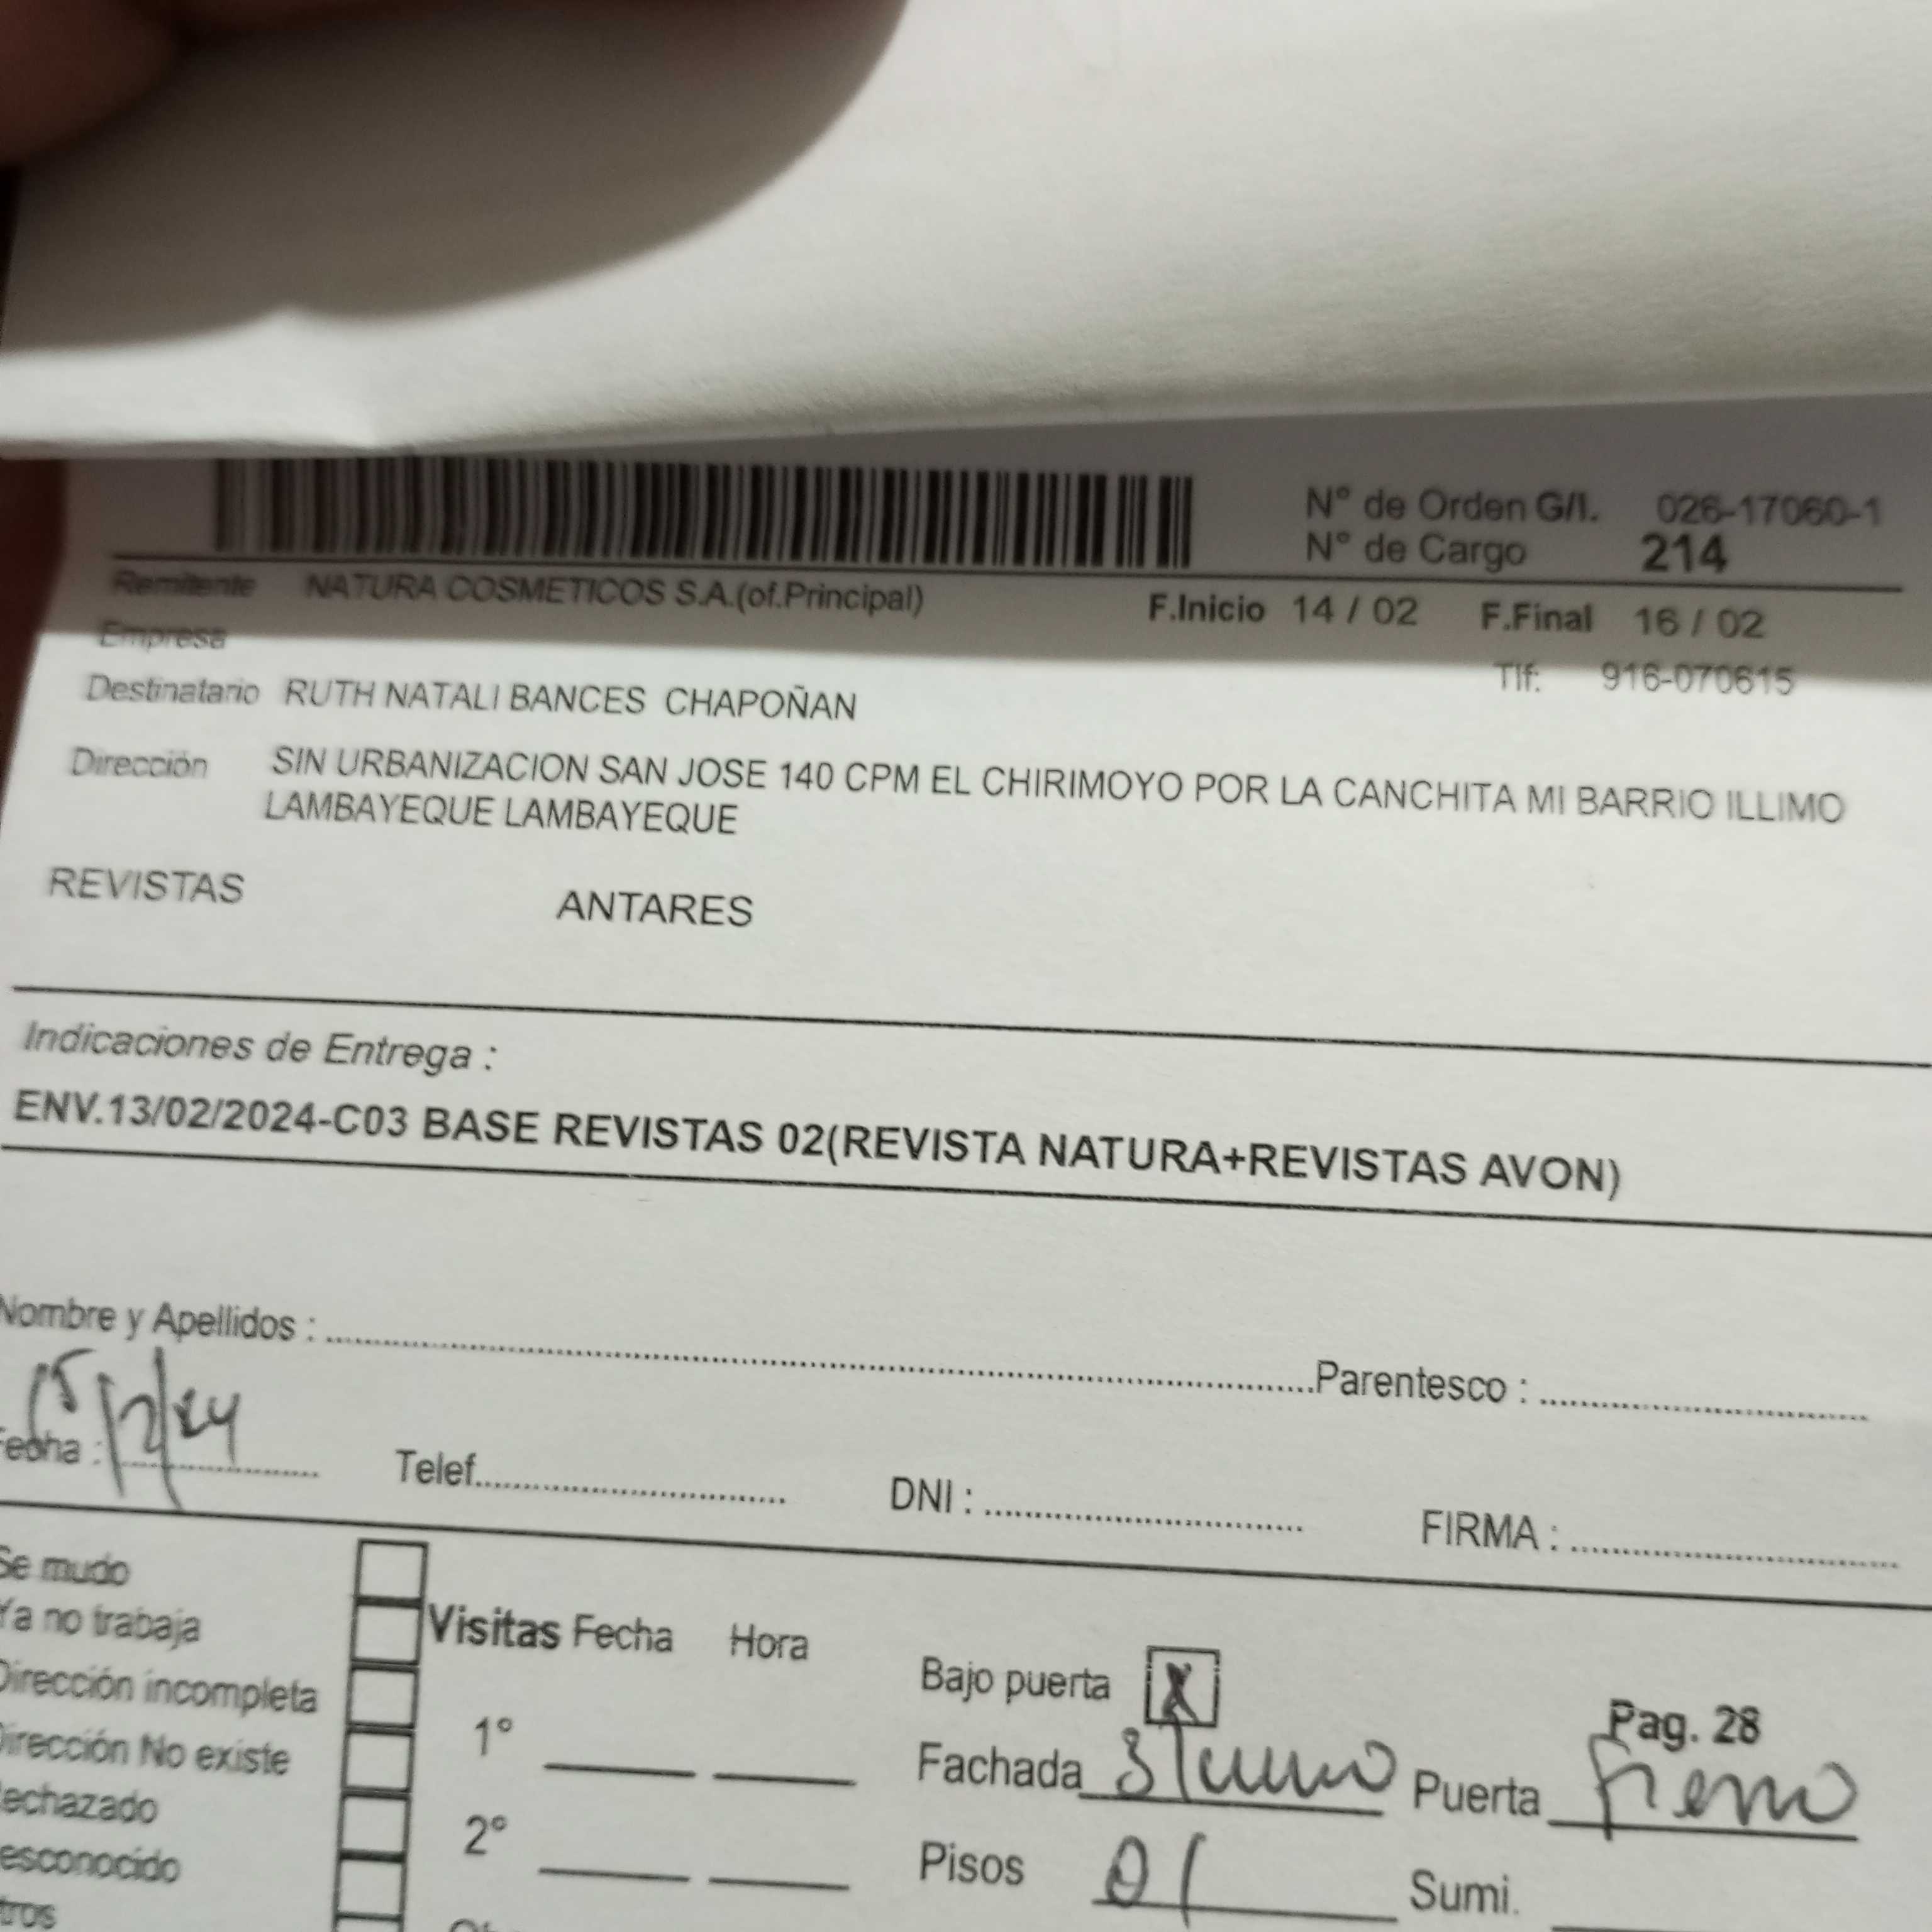 N° de Orden G/I. 026-17060-1
N° de Cargo 214
Remitente NATURA COSMETICOS S.A.(of.Principal) F.Inicio 14 / 02 F.Final 16 / 02
Empresa
Tlf: 916-070615
Destinatario RUTH NATALI BANCES CHAPOÑAN
Dirección SIN URBANIZACION SAN JOSE 140 CPM EL CHIRIMOYO POR LA CANCHITA MI BARRIO ILLIMO
LAMBAYEQUE LAMBAYEQUE
REVISTAS ANTARES
Indicaciones de Entrega :
ENV.13/02/2024-C03 BASE REVISTAS 02(REVISTA NATURA+REVISTAS AVON)
Nombre y Apellidos : Parentesco :
Fecha : 15/2/24 Telef. DNI : FIRMA :
Se mudo
Ya no trabaja
Visitas Fecha Hora
Dirección incompleta
Bajo puerta X
Pag. 28
Dirección No existe
1°
Fachada Puerta fierro
echazado
2°
esconocido
Pisos 01 Sumi.
tros